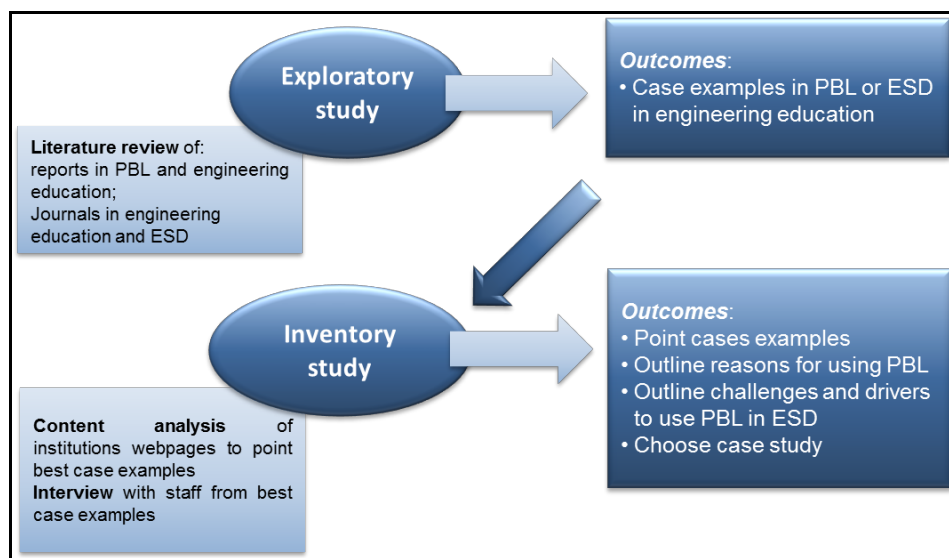 Exploratory
study
Literature review of:
reports in PBL and engineering
education;
Journals in engineering
education and ESD
Outcomes:
• Case examples in PBL or ESD
in engineering education
Inventory
study
Content analysis of
institutions webpages to point
best case examples
Interview with staff from best
case examples
Outcomes:
• Point cases examples
• Outline reasons for using PBL
• Outline challenges and drivers
to use PBL in ESD
• Choose case study